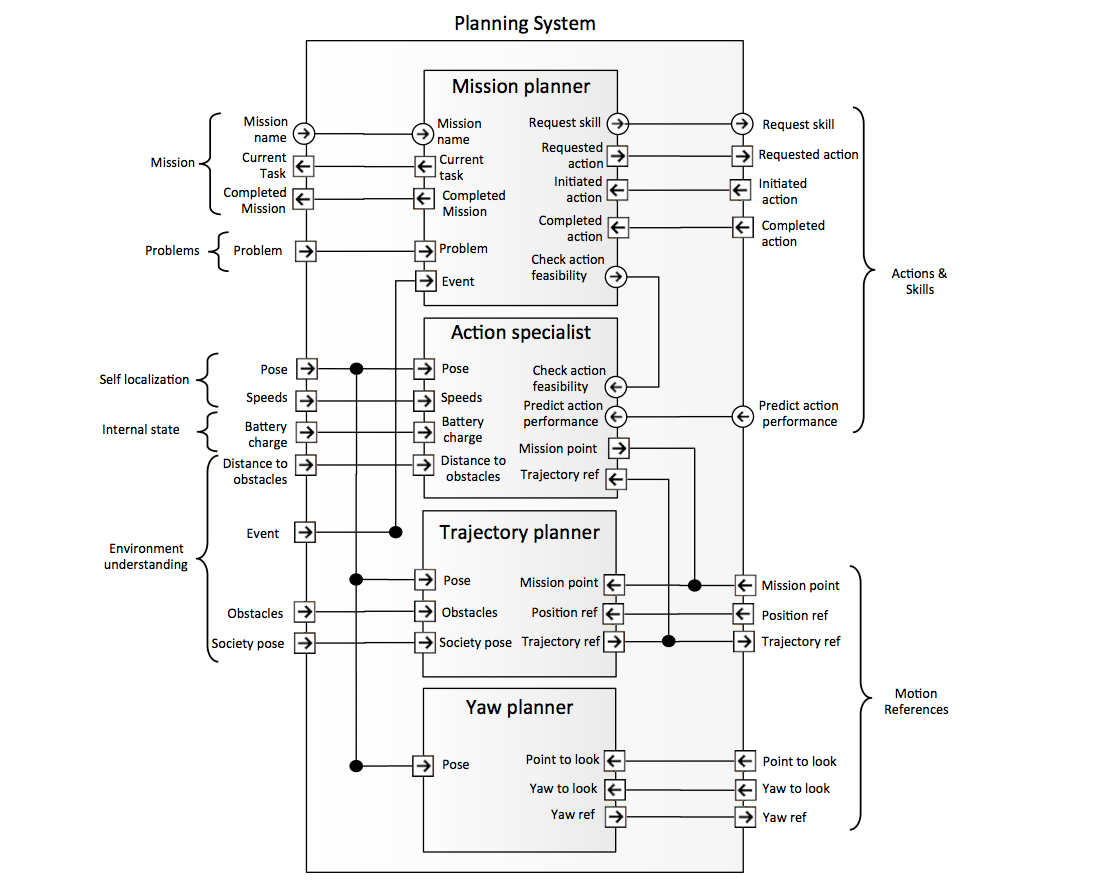 Planning System
Mission planner
Mission
Mission
name
Current
Task
Completed
Mission
Mission
name
Current
task
Completed
Mission
Request skill
Requested
action
Initiated
action
Completed
action
Check action
feasibility
Request skill
Requested action
Initiated
action
Completed
action
Problems
Problem
Problem
Event
Actions &
Skills
Action specialist
Self localization
Pose
Speeds
Internal state
Battery
charge
Distance to
obstacles
Pose
Speeds
Battery
charge
Distance to
obstacles
Check action
feasibility
Predict action
performance
Mission point
Trajectory ref
Predict action
performance
Environment
understanding
Event
Obstacles
Society pose
Trajectory planner
Pose
Obstacles
Society pose
Mission point
Position ref
Trajectory ref
Mission point
Position ref
Trajectory ref
Motion
References
Yaw planner
Pose
Point to look
Yaw to look
Yaw ref
Point to look
Yaw to look
Yaw ref